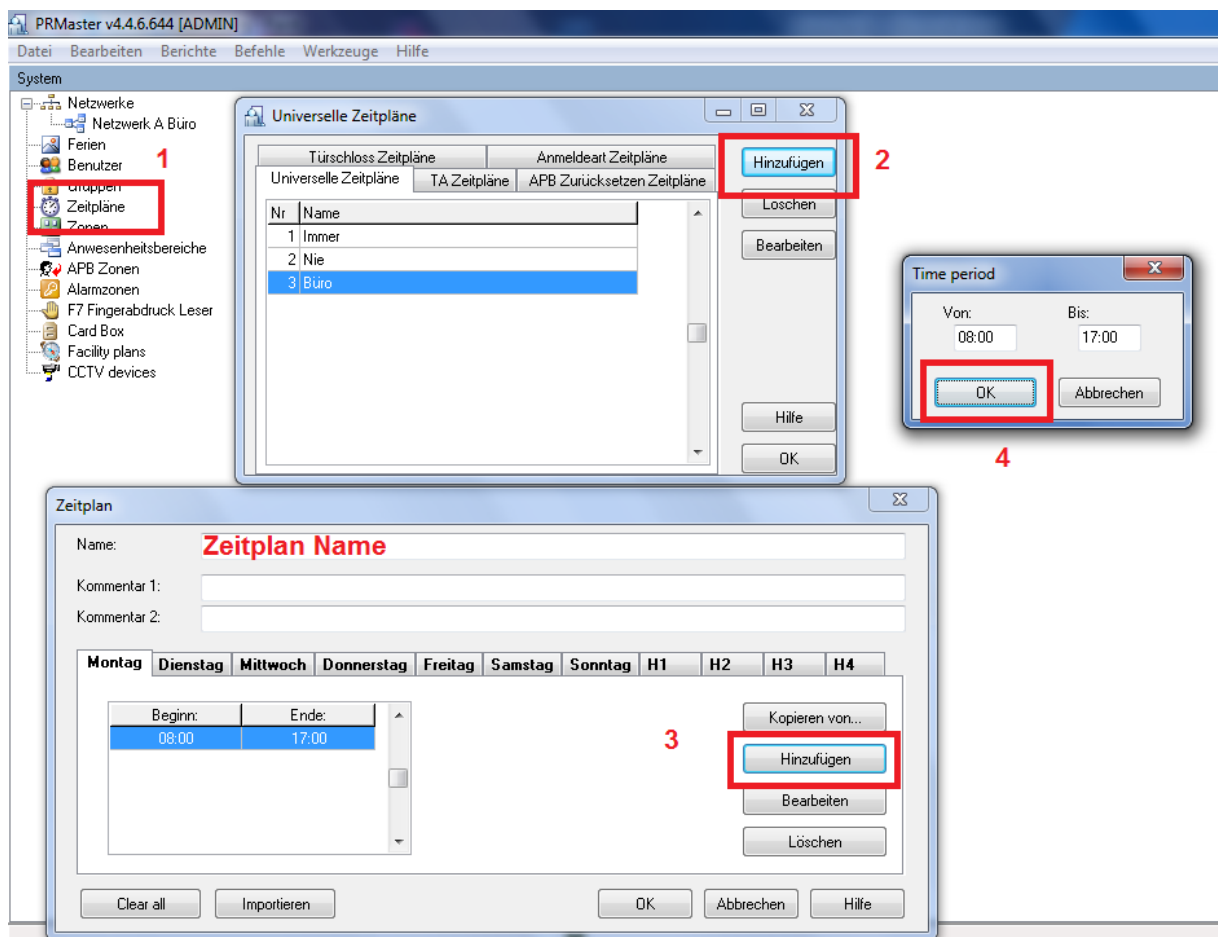 PRMaster v4.4.6.644 [ADMIN]
Datei Bearbeiten Berichte Befehle Werkzeuge Hilfe
System
Netzwerke
Netzwerk A Büro
Ferien
Benutzer
1
Gruppen
Zeitpläne
Zonen
Anwesenheitsbereiche
APB Zonen
Alarmzonen
F7 Fingerabdruck Leser
Card Box
Facility plans
CCTV devices
Universelle Zeitpläne
Türschloss Zeitpläne Anmeldeart Zeitpläne
Universelle Zeitpläne TA Zeitpläne APB Zurücksetzen Zeitpläne
Nr Name
1 Immer
2 Nie
3 Büro
Hinzufügen
2
Löschen
Bearbeiten
Hilfe
OK
Time period
Von: Bis:
08:00 17:00
OK Abbrechen
4
Zeitplan
Name: Zeitplan Name
Kommentar 1:
Kommentar 2:
Montag Dienstag Mittwoch Donnerstag Freitag Samstag Sonntag H1 H2 H3 H4
Beginn: Ende:
08:00 17:00
Kopieren von...
3
Hinzufügen
Bearbeiten
Löschen
Clear all Importieren OK Abbrechen Hilfe